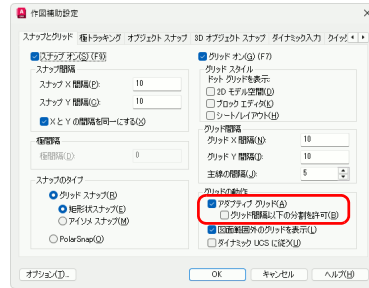 作図補助設定
スナップとグリッド 極トラッキング オブジェクト スナップ 3D オブジェクト スナップ ダイナミック入力 クイック
スナップ オン(S) (F9)
スナップ間隔
スナップ X 間隔(P): 10
スナップ Y 間隔(C): 10
X と Y の間隔を同一にする(X)
極間隔
極間隔(D): 0
スナップのタイプ
グリッド スナップ(R)
矩形状スナップ(E)
アイソメ スナップ(M)
PolarSnap(O)
グリッド オン(G) (F7)
グリッド スタイル
ドット グリッドを表示:
2D モデル空間(D)
ブロック エディタ(K)
シート/レイアウト(H)
グリッド間隔
グリッド X 間隔(N): 10
グリッド Y 間隔(I): 10
主線の間隔(J): 5
グリッドの動作
アダプティブ グリッド(A)
グリッド間隔以下の分割を許可(B)
図面範囲外のグリッドを表示(L)
ダイナミック UCS に従う(U)
オプション(T)... OK キャンセル ヘルプ(H)